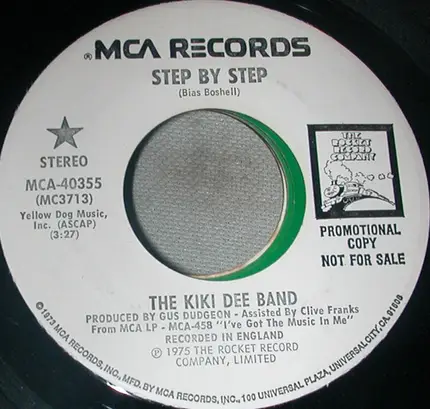 ® MCA RECORDS
STEP BY STEP
(Bias Boshell)
STEREO
MCA-40355
(MC3713)
Yellow Dog Music,
Inc. (ASCAP)
(3:27)
THE
ROCKET
RECORD
COMPANY
PROMOTIONAL
COPY
NOT FOR SALE
THE KIKI DEE BAND
PRODUCED BY GUS DUDGEON - Assisted By Clive Franks
From MCA LP - MCA-458 "I've Got The Music In Me"
RECORDED IN ENGLAND
℗ 1975 THE ROCKET RECORD
COMPANY, LIMITED
©1973 MCA RECORDS, INC. MFD. BY MCA RECORDS, INC., 100 UNIVERSAL PLAZA, UNIVERSAL CITY, CA. 91608